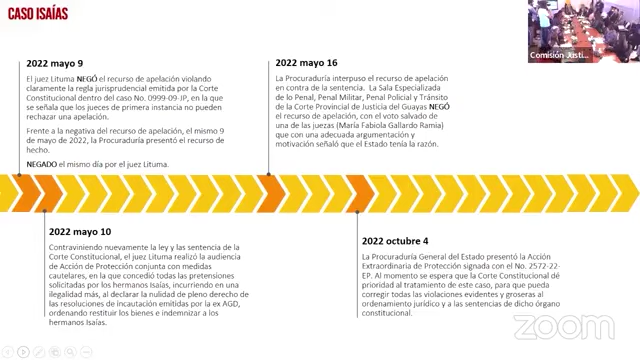 CASO ISAÍAS
Comisión Justi...
2022 mayo 9
El juez Lituma NEGÓ el recurso de apelación violando
claramente la regla jurisprudencial emitida por la Corte
Constitucional dentro del caso No. 0999-09-JP, en la que
se señala que los jueces de primera instancia no pueden
rechazar una apelación.
Frente a la negativa del recurso de apelación, el mismo 9
de mayo de 2022, la Procuraduría presentó el recurso de
hecho.
NEGADO el mismo día por el juez Lituma.
2022 mayo 16
La Procuraduría interpuso el recurso de apelación
en contra de la sentencia. La Sala Especializada
de lo Penal, Penal Militar, Penal Policial y Tránsito
de la Corte Provincial de Justicia del Guayas NEGÓ
el recurso de apelación, con el voto salvado de
una de las juezas (María Fabiola Gallardo Ramia)
que con una adecuada argumentación y
motivación señaló que el Estado tenía la razón.
2022 mayo 10
Contraviniendo nuevamente la ley y las sentencia de la
Corte Constitucional, el juez Lituma realizó la audiencia
de Acción de Protección conjunta con medidas
cautelares, en la que concedió todas las pretensiones
solicitadas por los hermanos Isaías, incurriendo en una
ilegalidad más, al declarar la nulidad de pleno derecho de
las resoluciones de incautación emitidas por la ex AGD,
ordenando restituir los bienes e indemnizar a los
hermanos Isaías.
2022 octubre 4
La Procuraduría General del Estado presentó la Acción
Extraordinaria de Protección signada con el No. 2572-22-
EP. Al momento se espera que la Corte Constitucional dé
prioridad al tratamiento de este caso, para que pueda
corregir todas las violaciones evidentes y groseras al
ordenamiento jurídico y a las sentencias de dicho órgano
constitucional.
zoom